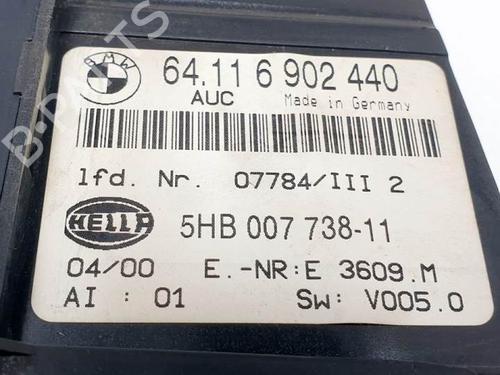 BMW
64.11 6 902 440
AUC Made in Germany
lfd. Nr. 07784/III 2
HELLA 5HB 007 738-11
04/00 E.-NR:E 3609.M
AI : 01 Sw: V005.0
B-PARTS